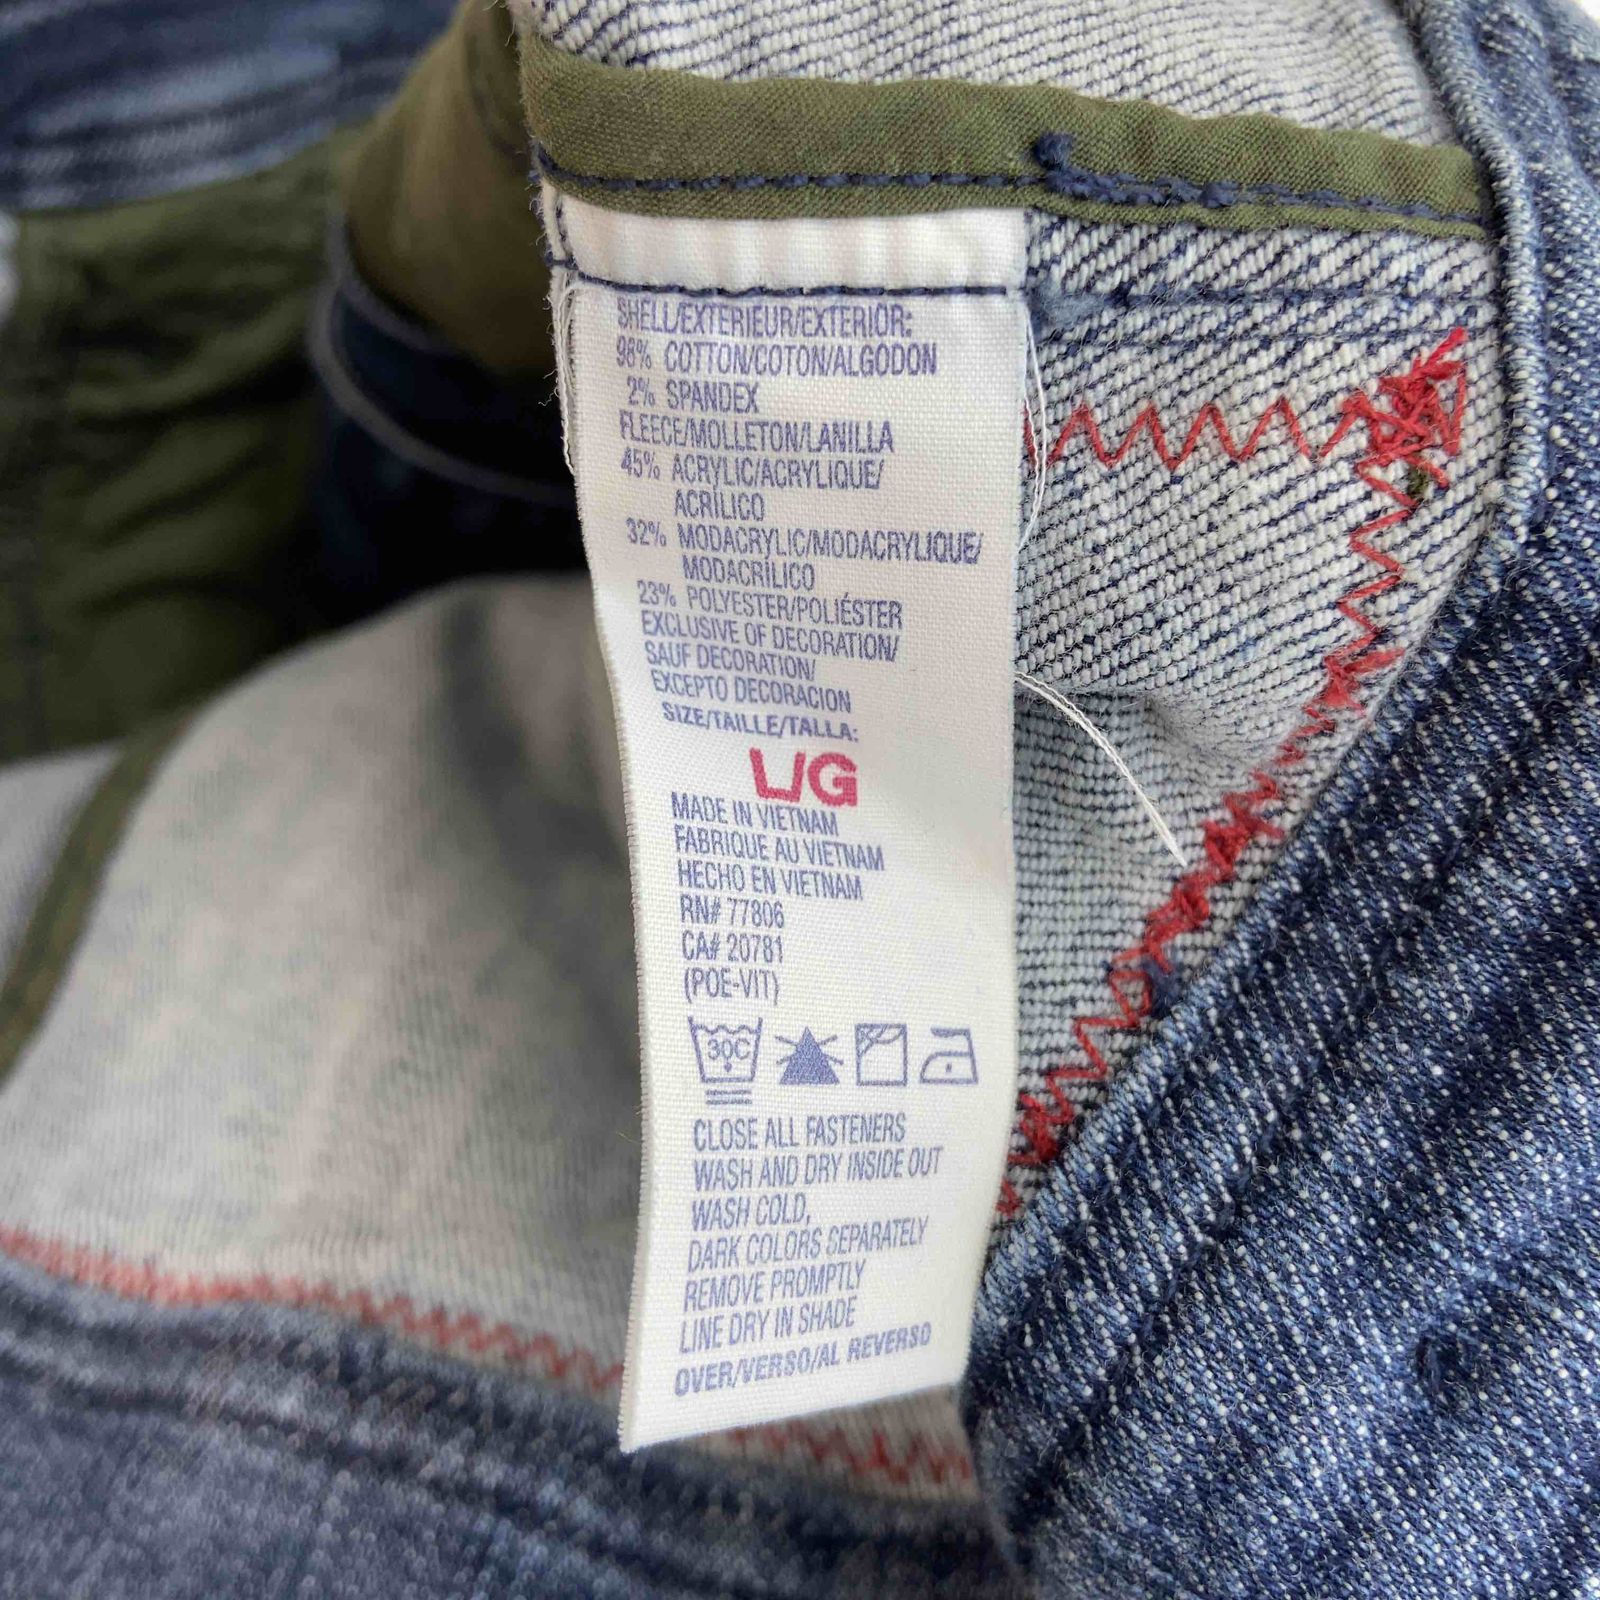 SHELL/EXTERIEUR/EXTERIOR:
98% COTTON/COTON/ALGODON
2% SPANDEX
FLEECE/MOLLETON/LANILLA
45% ACRYLIC/ACRYLIQUE/
ACRÍLICO
32% MODACRYLIC/MODACRYLIQUE/
MODACRÍLICO
23% POLYESTER/POLIÉSTER
EXCLUSIVE OF DECORATION/
SAUF DECORATION/
EXCEPTO DECORACION
SIZE/TAILLE/TALLA:
L/G
MADE IN VIETNAM
FABRIQUE AU VIETNAM
HECHO EN VIETNAM
RN# 77806
CA# 20781
(POE-VIT)
30C
CLOSE ALL FASTENERS
WASH AND DRY INSIDE OUT
WASH COLD,
DARK COLORS SEPARATELY
REMOVE PROMPTLY
LINE DRY IN SHADE
OVER/VERSO/AL REVERSO